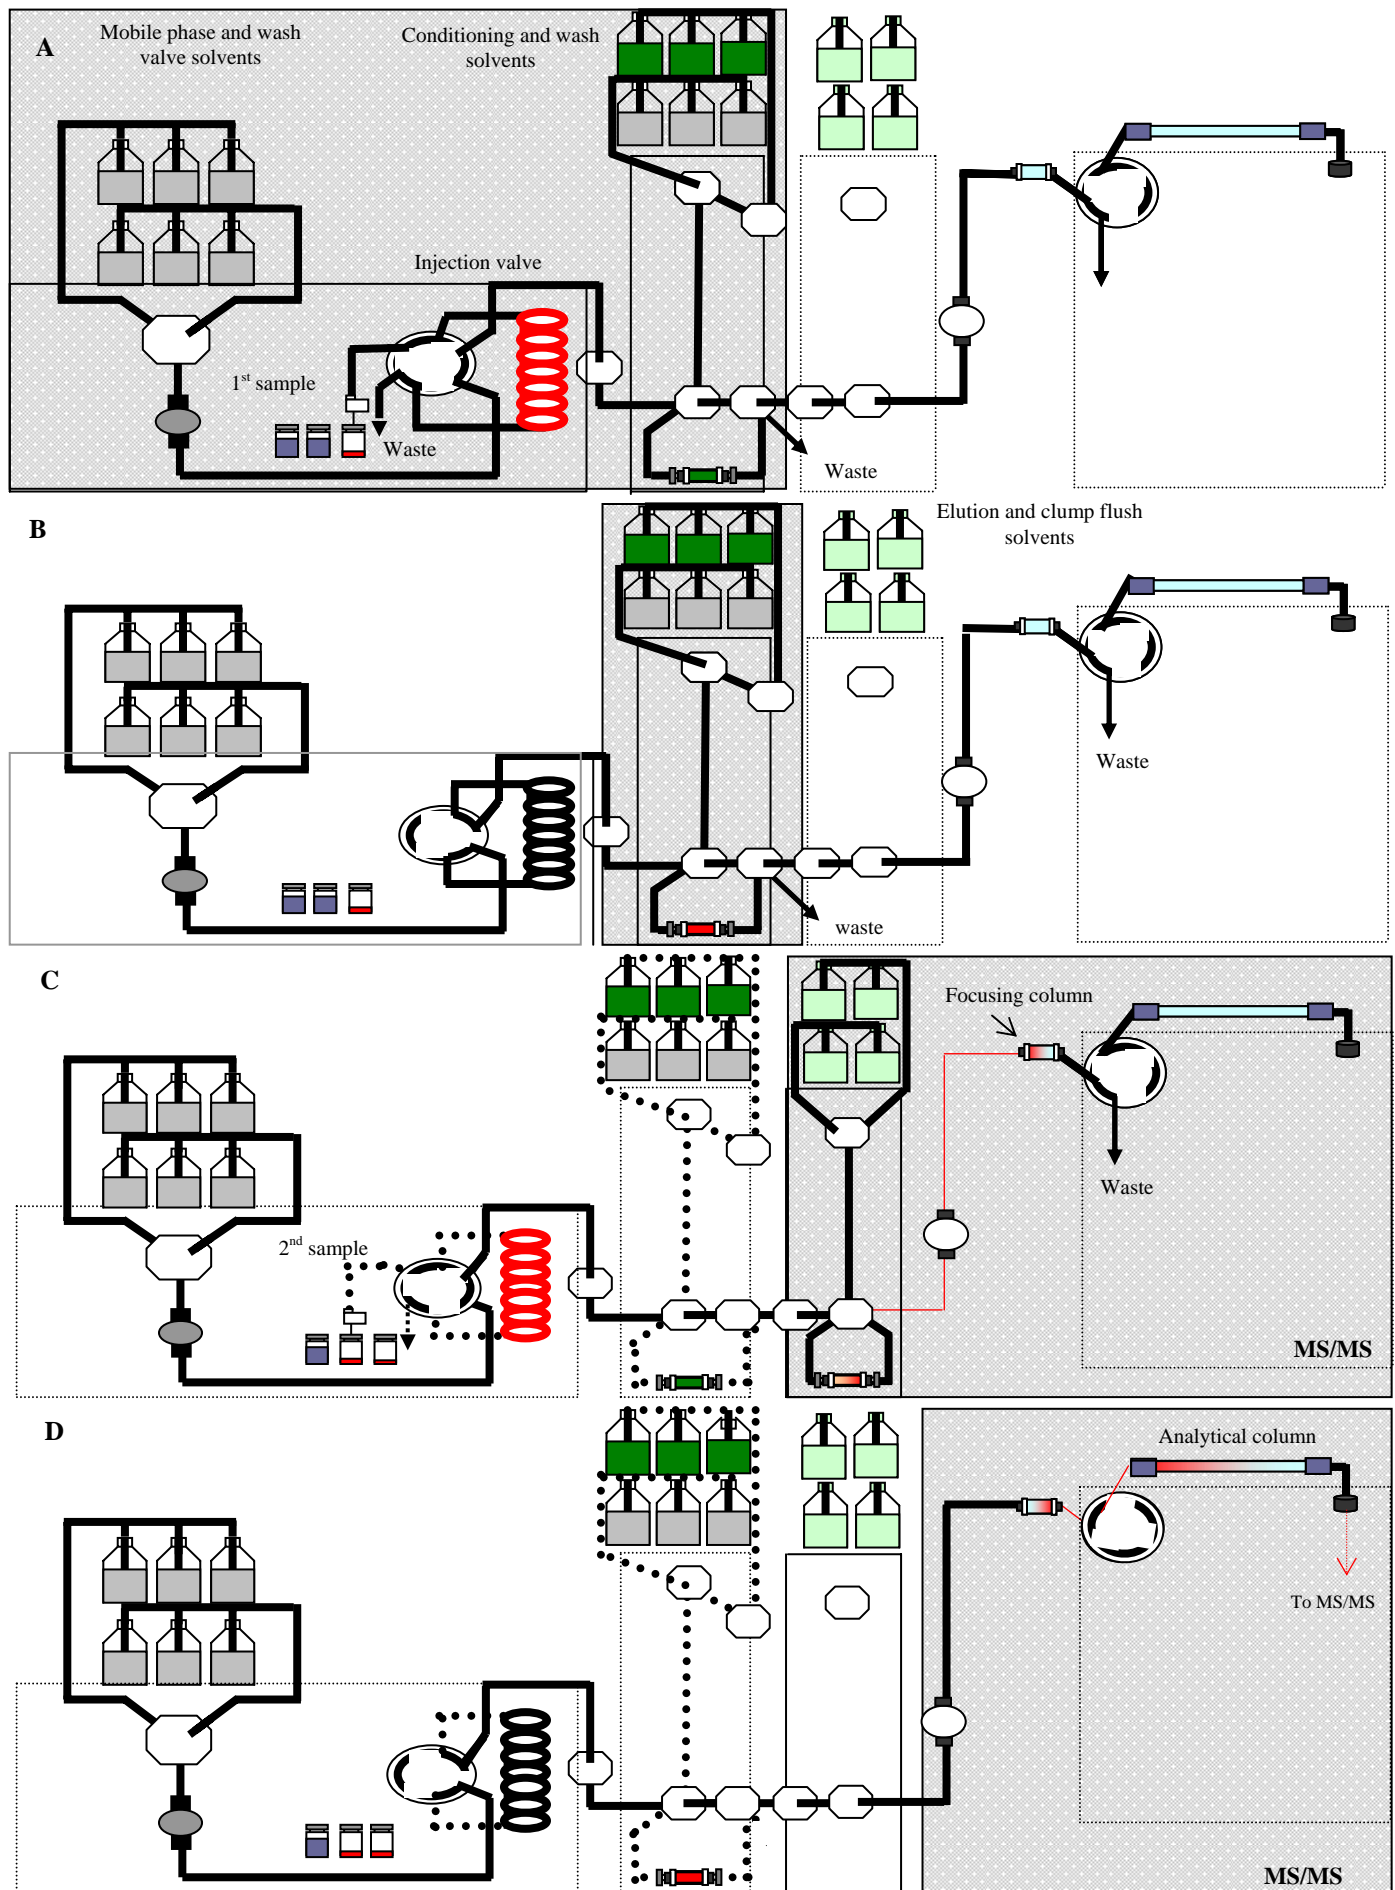 A
Mobile phase and wash
valve solvents
Conditioning and wash
solvents
Injection valve
1st sample
Waste
Waste
B
Elution and clump flush
solvents
Waste
waste
C
Focusing column
Waste
2nd sample
MS/MS
D
Analytical column
To MS/MS
MS/MS